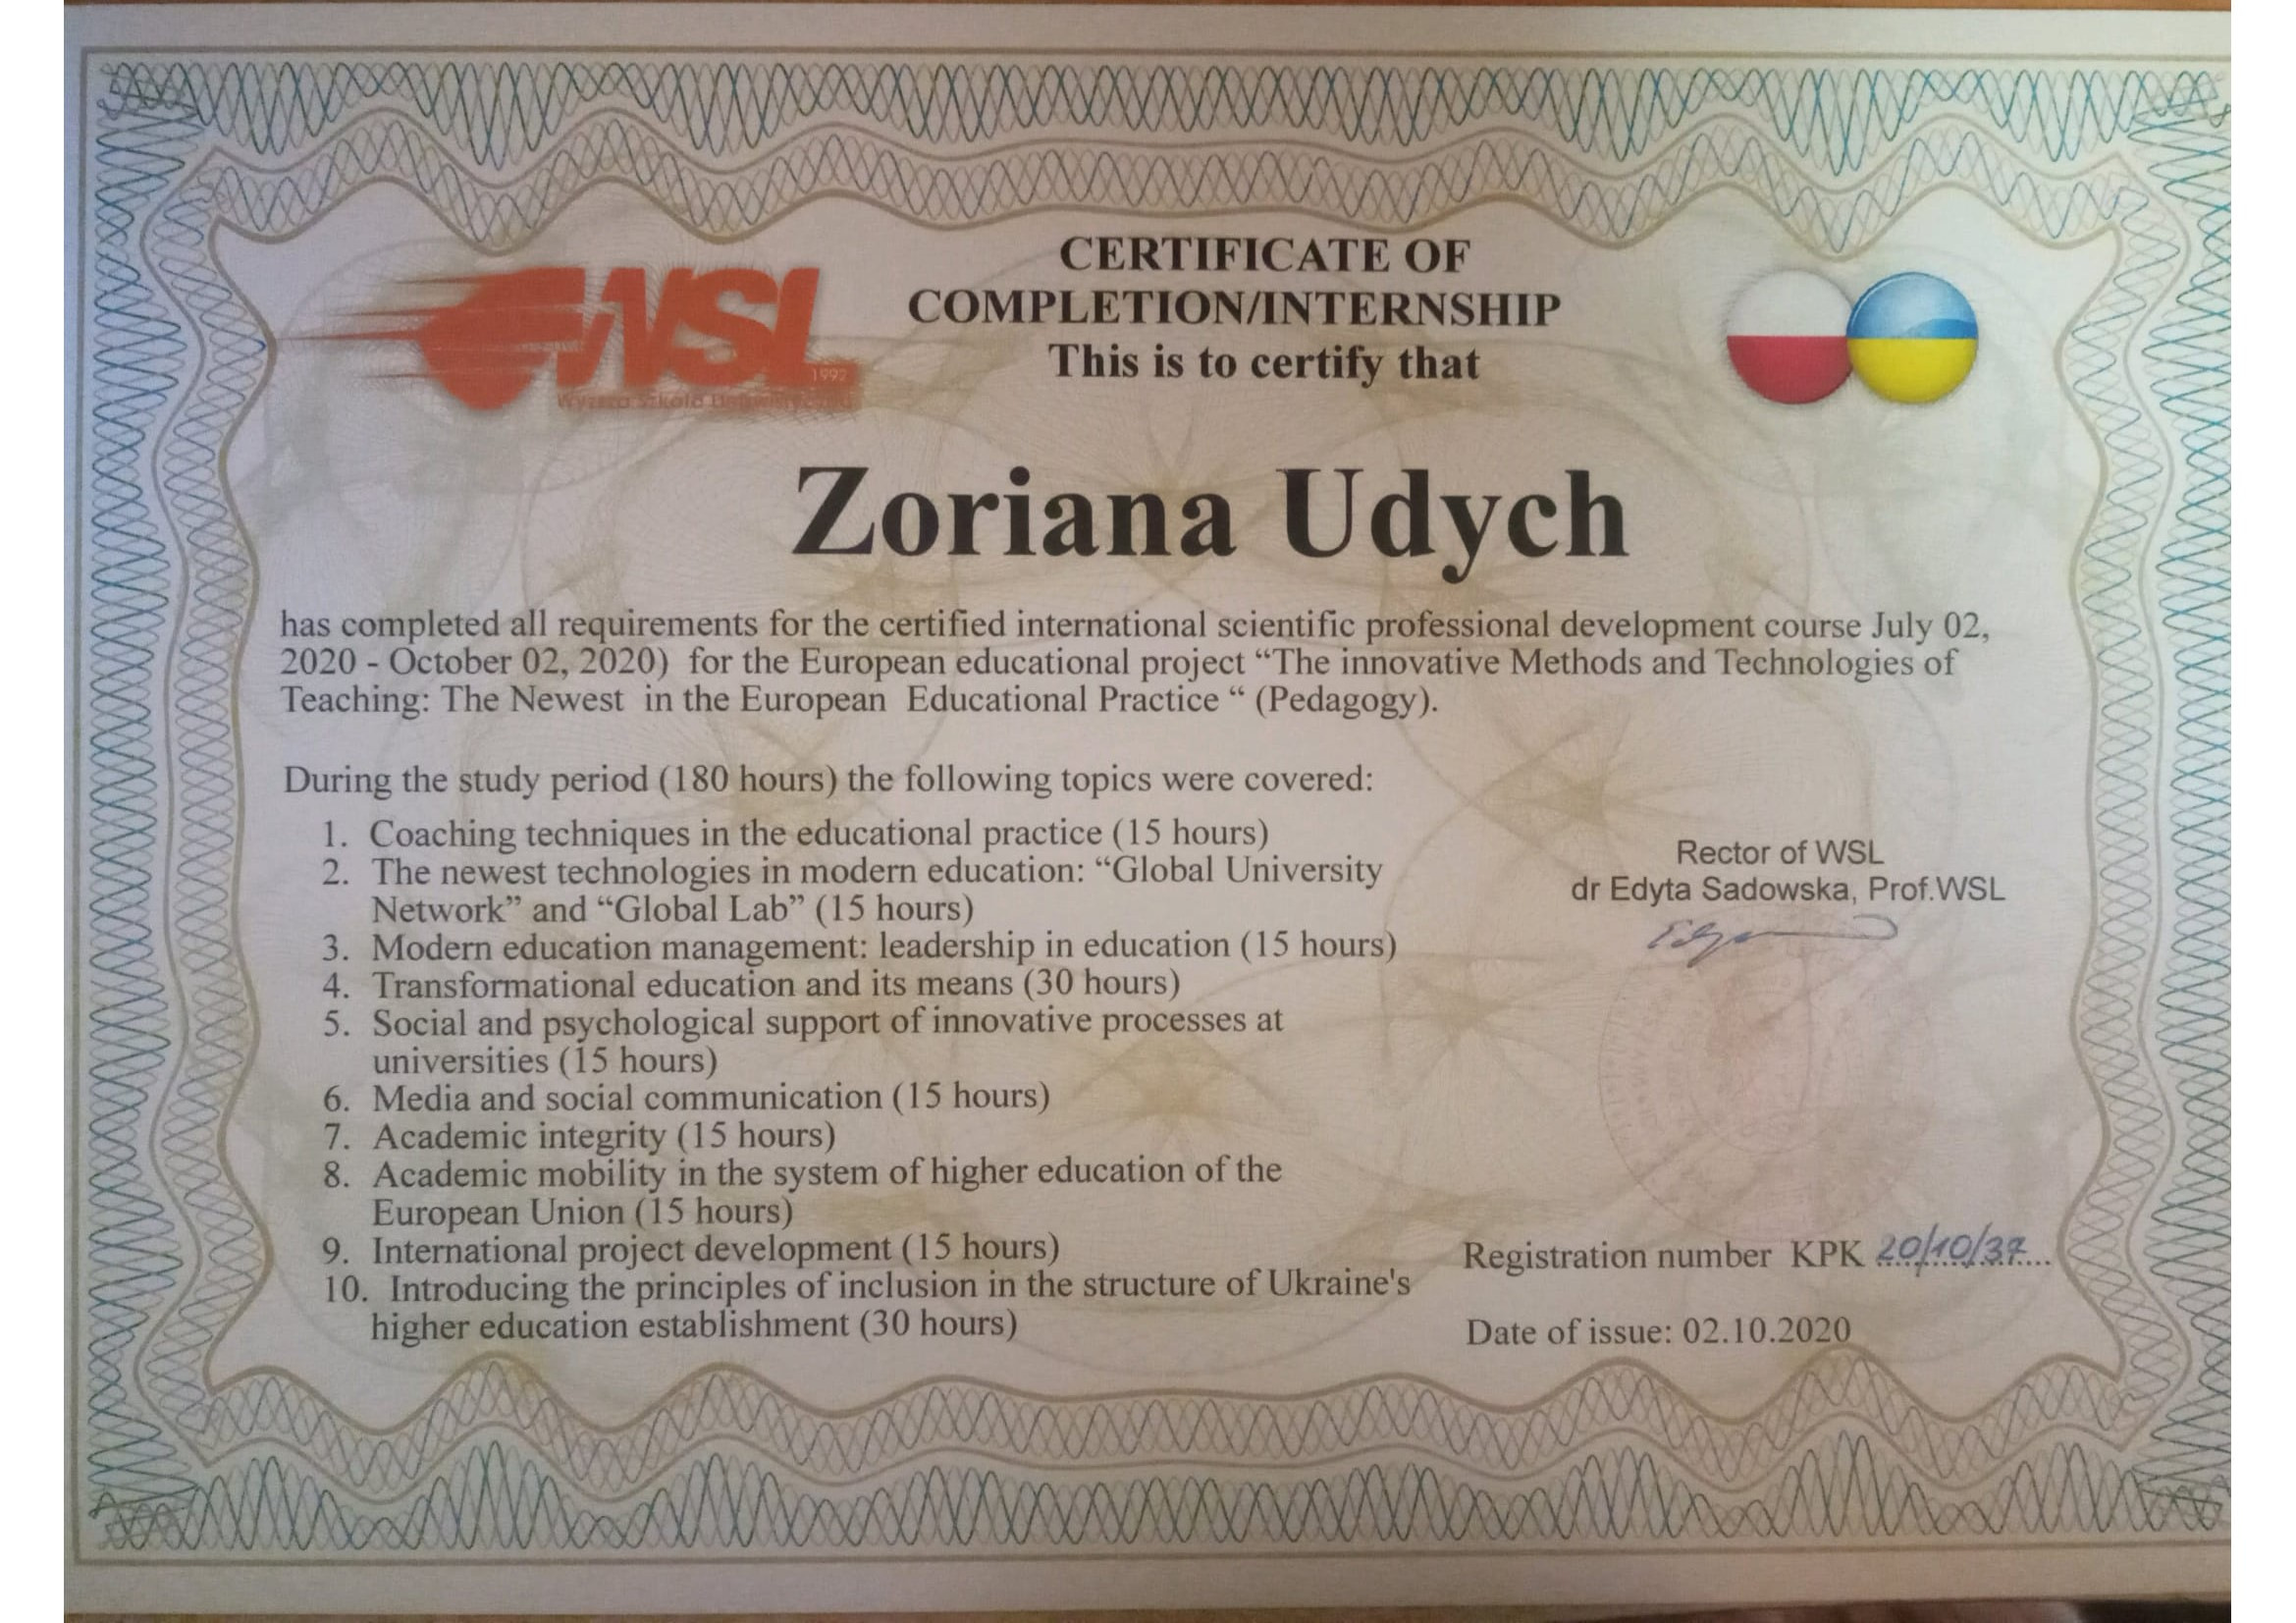 WSL
1992
Wyższa Szkoła
CERTIFICATE OF
COMPLETION/INTERNSHIP
This is to certify that
Zoriana Udych
has completed all requirements for the certified international scientific professional development course July 02,
2020 - October 02, 2020) for the European educational project “The innovative Methods and Technologies of
Teaching: The Newest in the European Educational Practice “ (Pedagogy).
During the study period (180 hours) the following topics were covered:
1. Coaching techniques in the educational practice (15 hours)
2. The newest technologies in modern education: “Global University
Network” and “Global Lab” (15 hours)
3. Modern education management: leadership in education (15 hours)
4. Transformational education and its means (30 hours)
5. Social and psychological support of innovative processes at
universities (15 hours)
6. Media and social communication (15 hours)
7. Academic integrity (15 hours)
8. Academic mobility in the system of higher education of the
European Union (15 hours)
9. International project development (15 hours)
10. Introducing the principles of inclusion in the structure of Ukraine's
higher education establishment (30 hours)
Rector of WSL
dr Edyta Sadowska, Prof.WSL
Registration number KPK 20/10/37
Date of issue: 02.10.2020